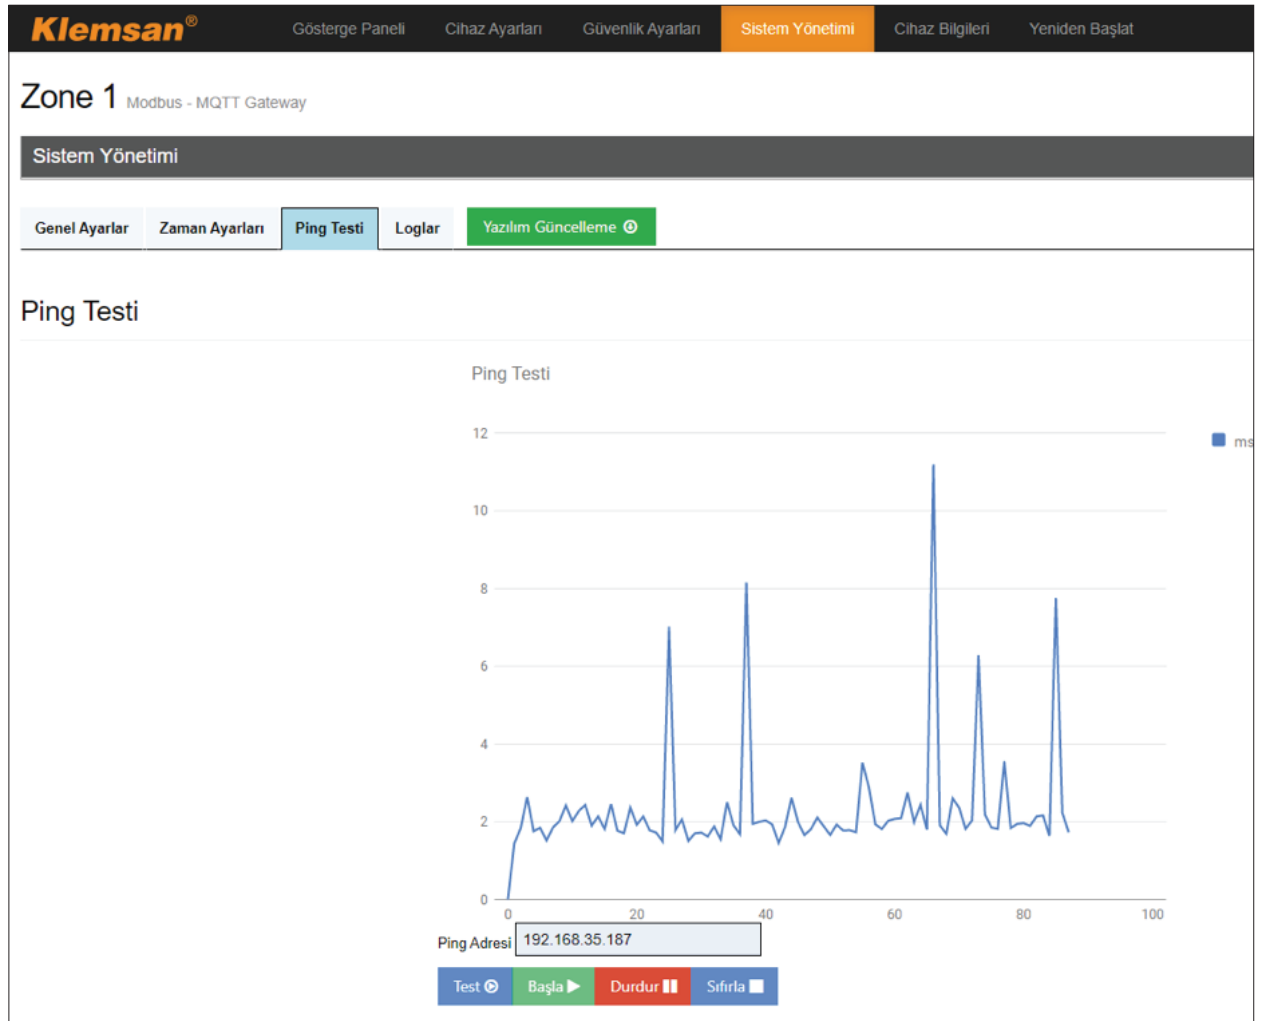 Klemsan® Gösterge Paneli Cihaz Ayarları Güvenlik Ayarları Sistem Yönetimi Cihaz Bilgileri Yeniden Başlat
Zone 1 Modbus - MQTT Gateway
Sistem Yönetimi
Genel Ayarlar Zaman Ayarları Ping Testi Loglar Yazılım Güncelleme
Ping Testi
Ping Testi
12
ms
10
8
6
4
2
0
0 20 40 60 80 100
Ping Adresi 192.168.35.187
Test Başla Durdur Sıfırla